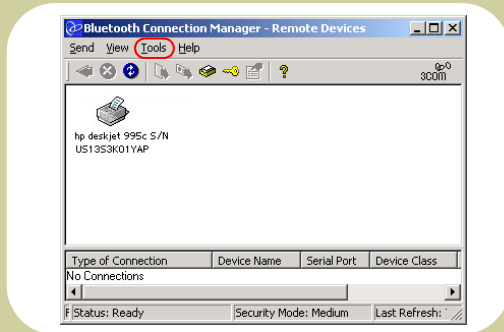 Bluetooth Connection Manager - Remote Devices
Send View Tools Help
3COM
hp deskjet 995c S/N
US13S3K01YAP
Type of Connection Device Name Serial Port Device Class
No Connections
F Status: Ready Security Mode: Medium Last Refresh: